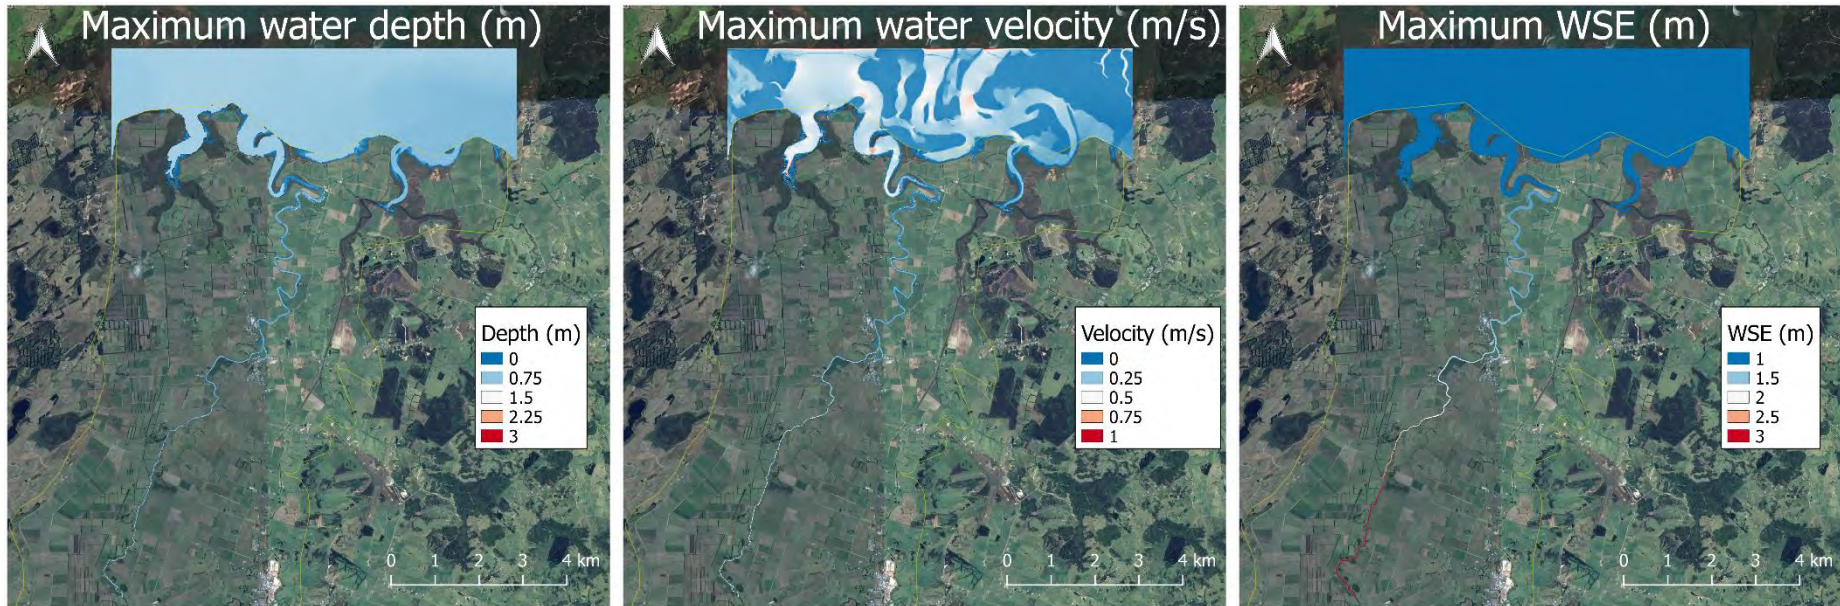 Maximum water depth (m)
Depth (m)
0
0.75
1.5
2.25
3
0 1 2 3 4 km
Maximum water velocity (m/s)
Velocity (m/s)
0
0.25
0.5
0.75
1
0 1 2 3 4 km
Maximum WSE (m)
WSE (m)
1
1.5
2
2.5
3
0 1 2 3 4 km